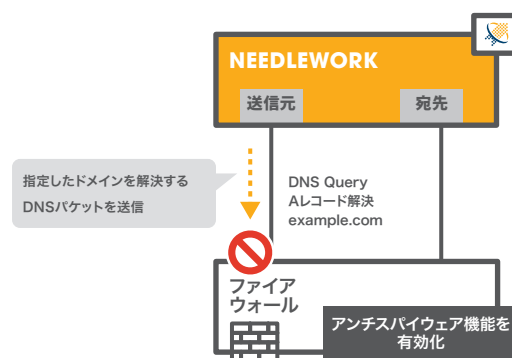 NEEDLEWORK
送信元
宛先
指定したドメインを解決する
DNSパケットを送信
DNS Query
Aレコード解決
example.com
ファイア
ウォール
アンチスパイウェア機能を
有効化